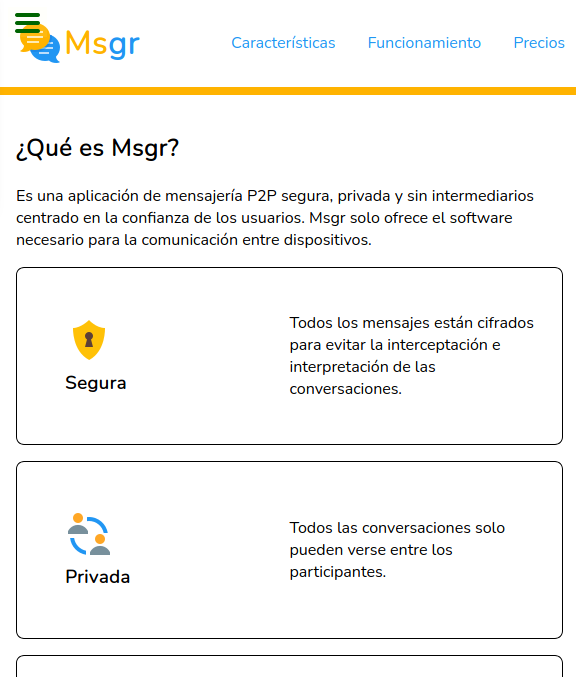 Msgr
Características Funcionamiento Precios
¿Qué es Msgr?
Es una aplicación de mensajería P2P segura, privada y sin intermediarios
centrado en la confianza de los usuarios. Msgr solo ofrece el software
necesario para la comunicación entre dispositivos.
Segura
Todos los mensajes están cifrados
para evitar la interceptación e
interpretación de las
conversaciones.
Privada
Todos las conversaciones solo
pueden verse entre los
participantes.